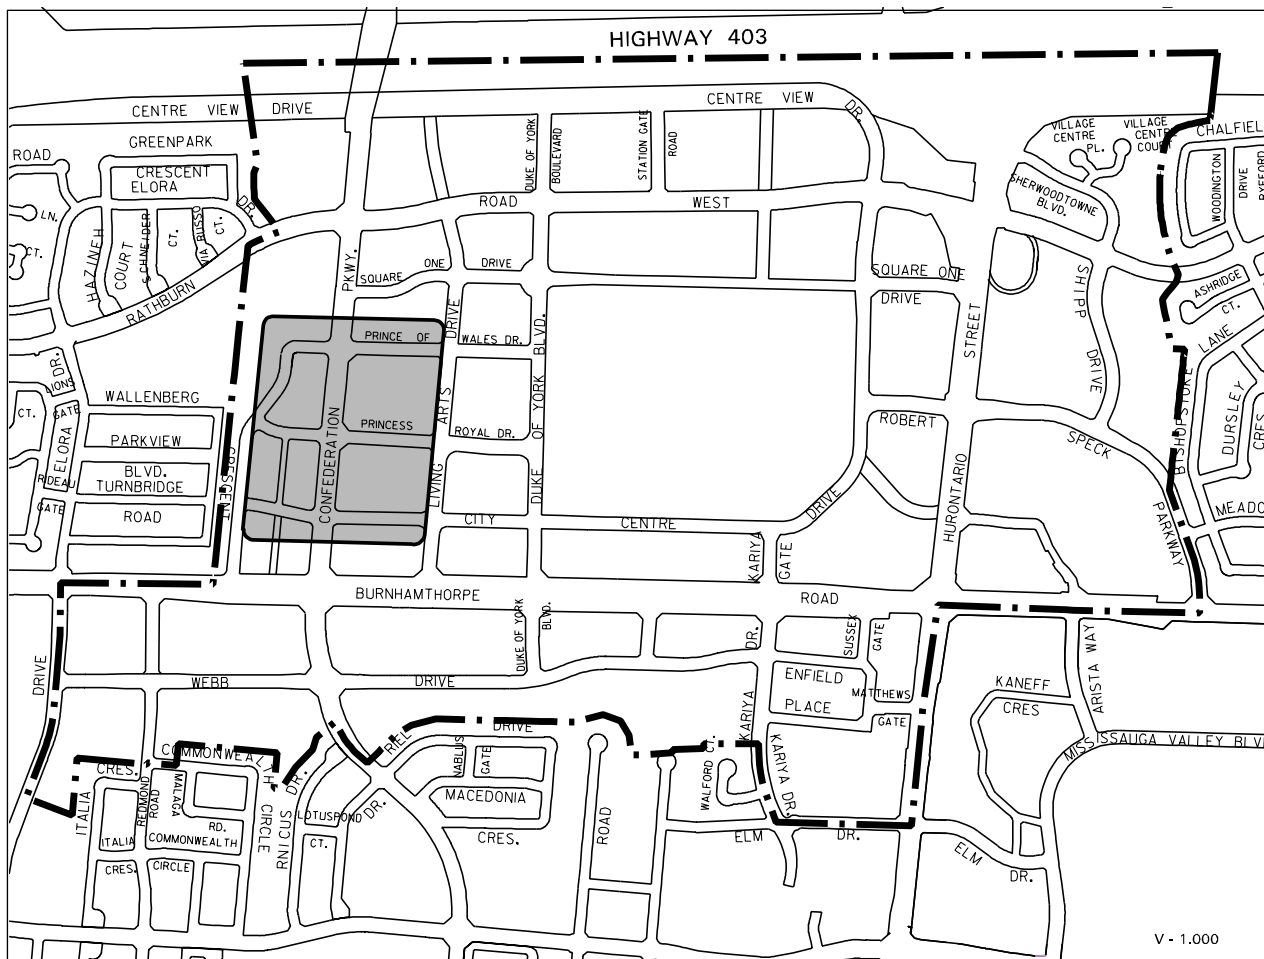 HIGHWAY 403
CENTRE VIEW DRIVE
CENTRE VIEW
DR.
GREENPARK
ROAD
CRESCENT
ELORA
DR.
LN.
CT.
HAZINEH
COURT
SCHNEIDER
CT.
VIA RUSSO
CT.
RATHBURN
ROAD
WEST
DUKE OF YORK
BOULEVARD
STATION GATE
ROAD
VILLAGE
CENTRE
PL.
VILLAGE
CENTRE
COURT
CHALFIEL
SHERWOODTOWNE
BLVD.
WOODINGTON
DRIVE
RYEFORD
PKWY.
SQUARE ONE DRIVE
SQUARE ONE
DRIVE
SHIPP
DRIVE
ASHRIDGE
CT.
LANE
PRINCE OF
WALES DR.
DRIVE
ARTS
LIVING
DUKE OF YORK BLVD.
STREET
HURONTARIO
DR.
LIONS
GATE
CT.
WALLENBERG
PARKVIEW
BLVD.
TURNBRIDGE
ROAD
ELORA
RIDEAU
GATE
CRESCENT
CONFEDERATION
PRINCESS
ROYAL DR.
ROBERT
SPECK
PARKWAY
BISHOPSTOKE
DURSLEY
CRES
MEADO
CITY CENTRE
DRIVE
KARIYA
GATE
BURNHAMTHORPE
ROAD
DUKE OF YORK
BLVD.
DR.
KARIYA
SUSSEX
GATE
ENFIELD
PLACE
MATTHEWS
GATE
ARISTA WAY
KANEFF
CRES
MISSISSAUGA VALLEY BLV
DRIVE
WEBB
DRIVE
COMMONWEALTH
CIRCLE
CRES.
ITALIA
REDMOND
ROAD
MALAGA
RD.
COMMONWEALTH
CIRCLE
ITALIA
CRES.
DR.
SUCINR
LOTUSPOND
CT.
RIEL
DRIVE
DR.
NABLUS
GATE
MACEDONIA
CRES.
ROAD
WALFORD CT.
KARIYA DR.
ELM
DR.
ELM
DR.
V - 1.000